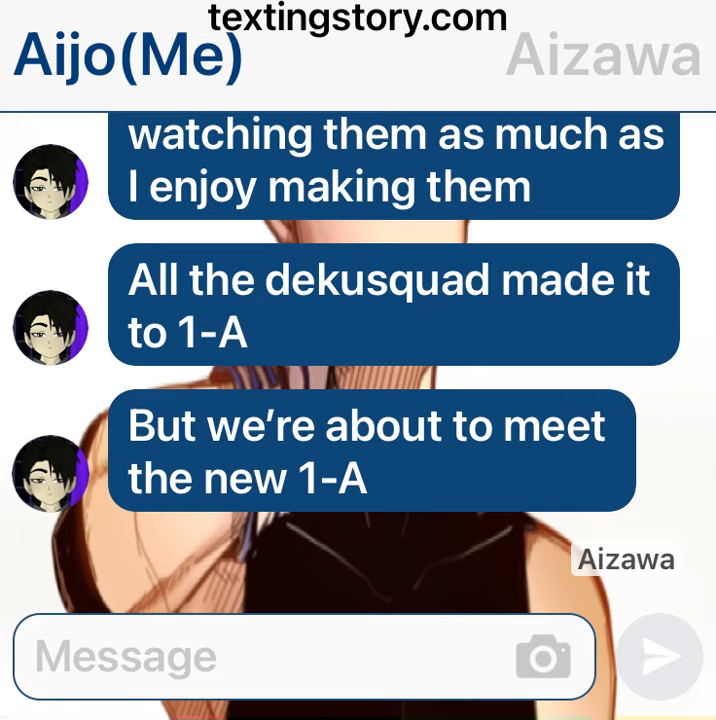 textingstory.com
Aijo(Me)
Aizawa
watching them as much as
I enjoy making them
All the dekusquad made it
to 1-A
But we’re about to meet
the new 1-A
Aizawa
Message